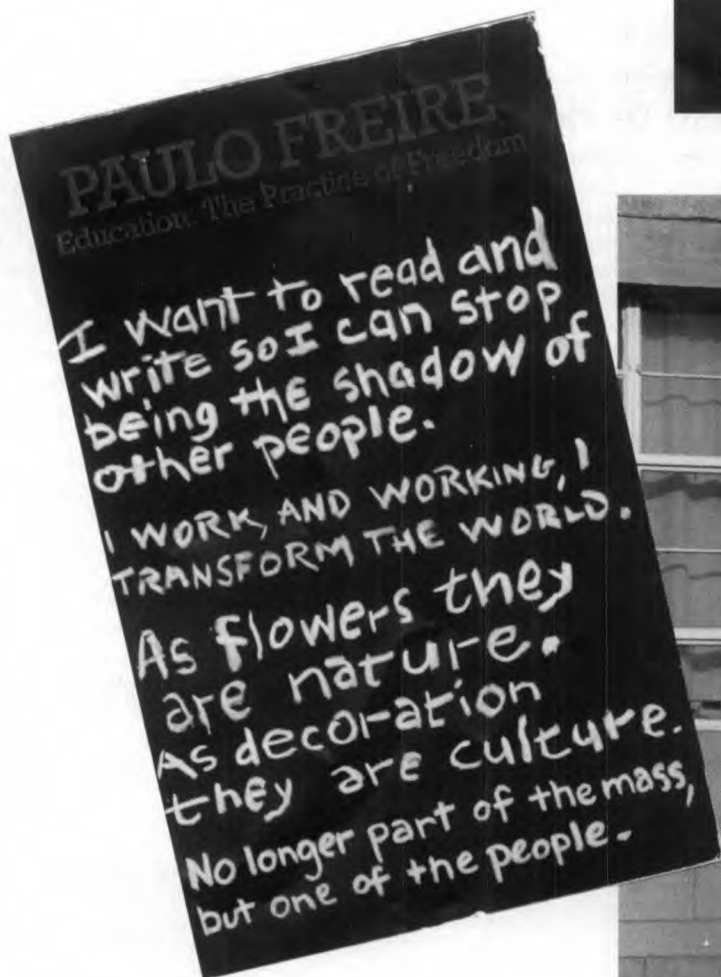 PAULO FREIRE
Education: The Practice of Freedom
I want to read and
write so I can stop
being the shadow of
other people.
I WORK, AND WORKING, I
TRANSFORM THE WORLD.
As flowers they
are nature.
As decoration
they are culture.
No longer part of the mass,
but one of the people.